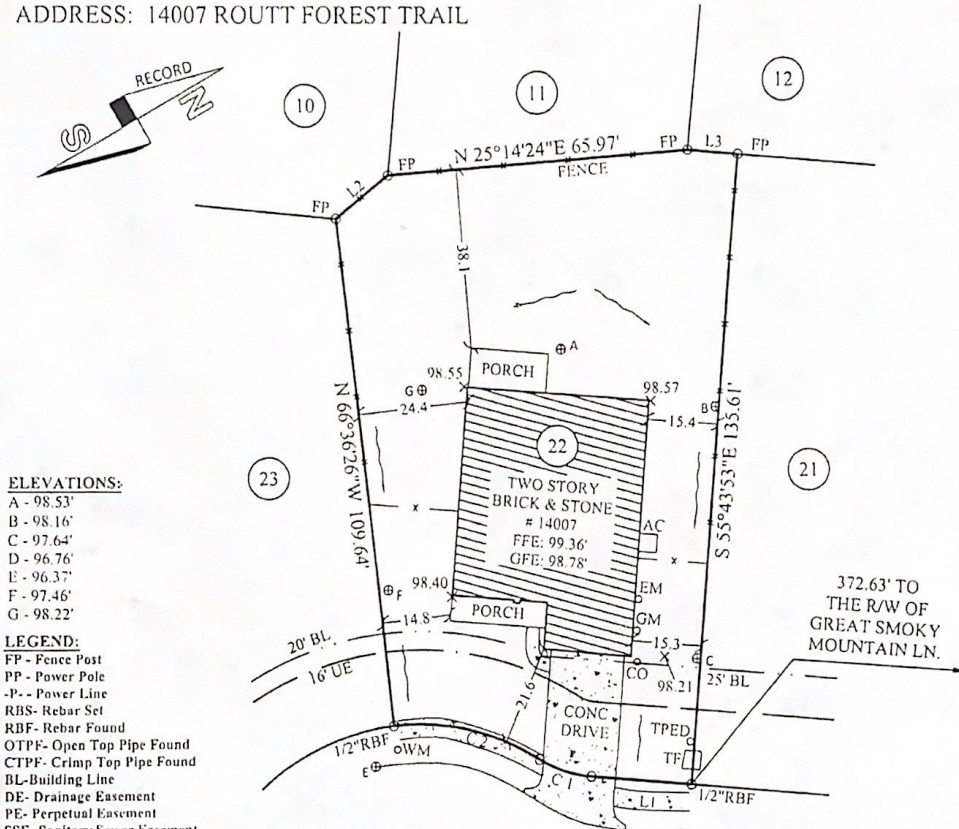 ADDRESS: 14007 ROUTT FOREST TRAIL
RECORD
S
N
10
11
12
FP
L2
FP
N 25°14'24"E 65.97'
FENCE
FP
L3
FP
38.1
A
PORCH
98.55
G
24.4
98.57
B
15.4
N 66°36'26"W 109.64'
S 55°43'53"E 135.61'
23
22
21
TWO STORY
BRICK & STONE
# 14007
FFE: 99.36'
GFE: 98.78'
AC
EM
GM
15.3
C
CO
98.21
25' BL
98.40
F
PORCH
14.8
20' BL
16' UE
21.6
CONC
DRIVE
TPED
TF
1/2"RBF
WM
E
C2
C1
L1
1/2"RBF
372.63' TO
THE R/W OF
GREAT SMOKY
MOUNTAIN LN.
ELEVATIONS:
A - 98.53'
B - 98.16'
C - 97.64'
D - 96.76'
E - 96.37'
F - 97.46'
G - 98.22'
LEGEND:
FP - Fence Post
PP - Power Pole
-P- - Power Line
RBS- Rebar Set
RBF- Rebar Found
OTPF- Open Top Pipe Found
CTPF- Crimp Top Pipe Found
BL-Building Line
DE- Drainage Easement
PE- Perpetual Easement
SSE- Sanitary Sewer Easement